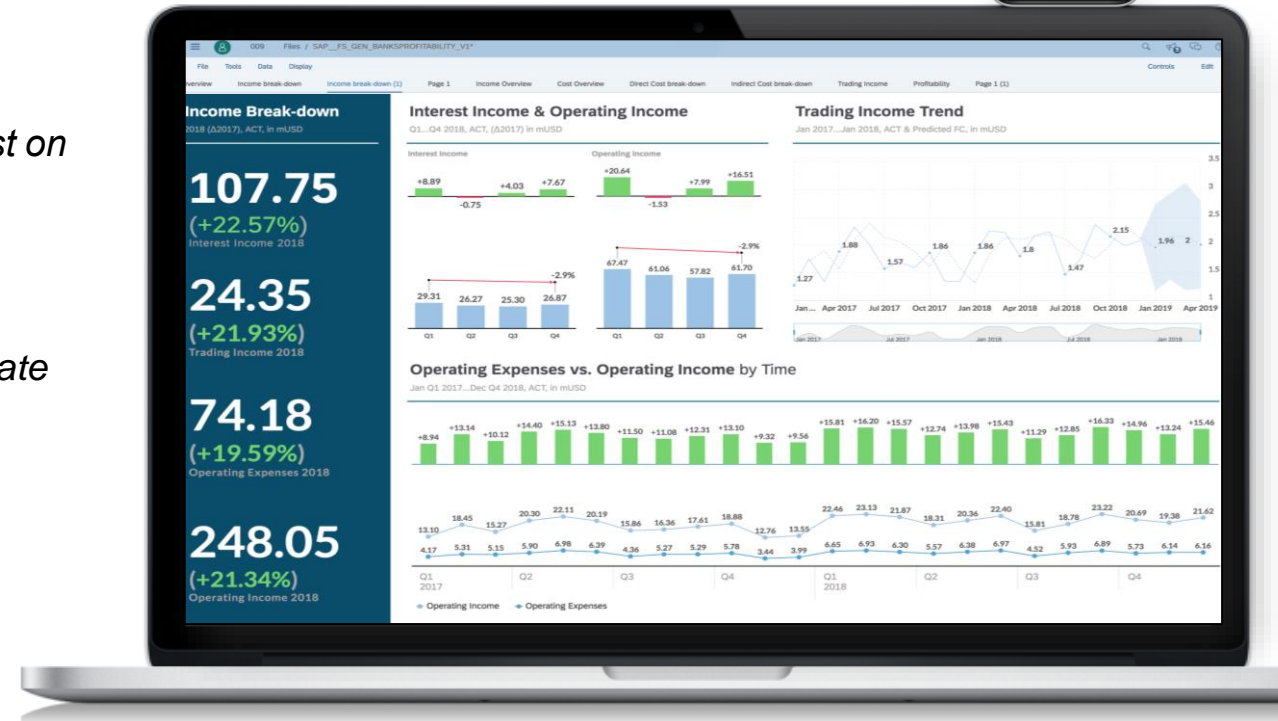 st on
ate
009 Files / SAP__FS_GEN_BANKSPROFITABILITY_V1*
File Tools Data Display Controls Edit
verview Income break-down Income break-down (1) Page 1 Income Overview Cost Overview Direct Cost break-down Indirect Cost break-down Trading Income Profitability Page 1 (1)
Income Break-down
2018 (Δ2017), ACT, in mUSD
107.75
(+22.57%)
Interest Income 2018
24.35
(+21.93%)
Trading Income 2018
74.18
(+19.59%)
Operating Expenses 2018
248.05
(+21.34%)
Operating Income 2018
Interest Income & Operating Income
Q1...Q4 2018, ACT, (Δ2017) in mUSD
Interest Income Operating Income
+8.89 -0.75 +4.03 +7.67
+20.64 -1.53 +7.99 +16.51
-2.9%
29.31 26.27 25.30 26.87
Q1 Q2 Q3 Q4
-2.9%
67.47 61.06 57.82 61.70
Q1 Q2 Q3 Q4
Trading Income Trend
Jan 2017...Jan 2018, ACT & Predicted FC, in mUSD
3.5
3
2.5
2
1.5
1
1.27 1.88 1.57 1.86 1.86 1.8 1.47 2.15 1.96 2
Jan ... Apr 2017 Jul 2017 Oct 2017 Jan 2018 Apr 2018 Jul 2018 Oct 2018 Jan 2019 Apr 2019
Jan 2017 Jul 2017 Jan 2018 Jul 2018 Jan 2019
Operating Expenses vs. Operating Income by Time
Jan Q1 2017...Dec Q4 2018, ACT, in mUSD
+8.94 +13.14 +10.12 +14.40 +15.13 +13.80 +11.50 +11.08 +12.31 +13.10 +9.32 +9.56 +15.81 +16.20 +15.57 +12.74 +13.98 +15.43 +11.29 +12.85 +16.33 +14.96 +13.24 +15.46
13.10 18.45 15.27 20.30 22.11 20.19 15.86 16.36 17.61 18.88 12.76 13.55 22.46 23.13 21.87 18.31 20.36 22.40 15.81 18.78 23.22 20.69 19.38 21.62
4.17 5.31 5.15 5.90 6.98 6.39 4.36 5.27 5.29 5.78 3.44 3.99 6.65 6.93 6.30 5.57 6.38 6.97 4.52 5.93 6.89 5.73 6.14 6.16
Q1 Q2 Q3 Q4 Q1 Q2 Q3 Q4
2017 2018
Operating Income Operating Expenses